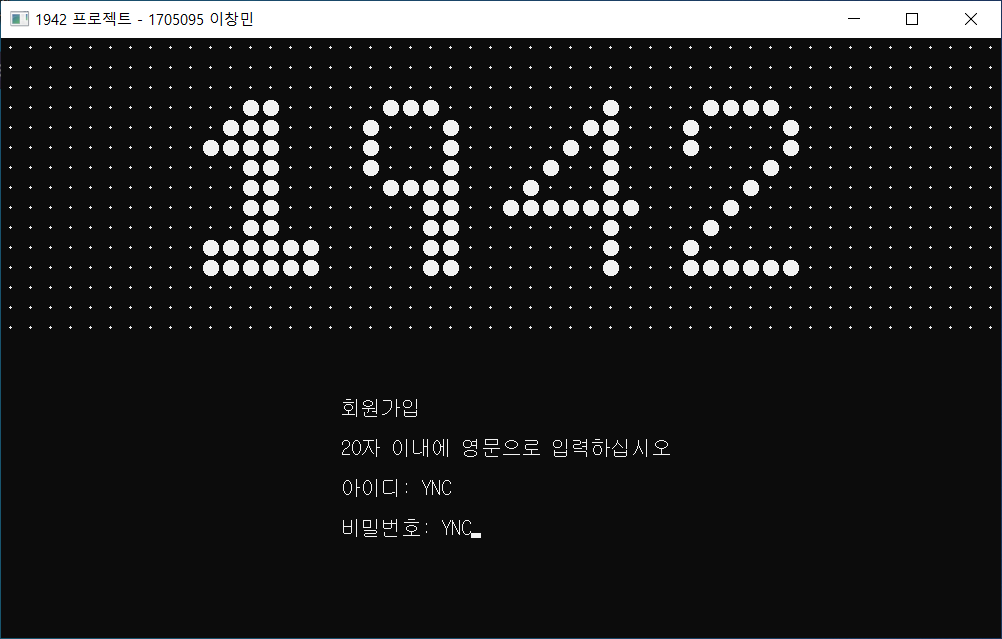 1942 프로젝트 - 1705095 이창민
1942
회원가입
20자 이내에 영문으로 입력하십시오
아이디: YNC
비밀번호: YNC